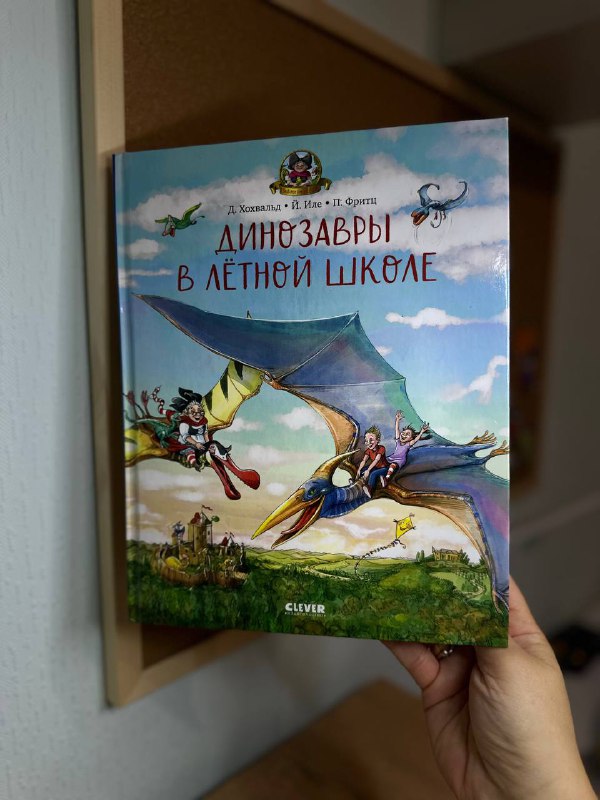 Д. Хохвальд • Й. Иле • П. Фритц
ДИНОЗАВРЫ
В ЛЁТНОЙ ШКОЛЕ
CLEVER